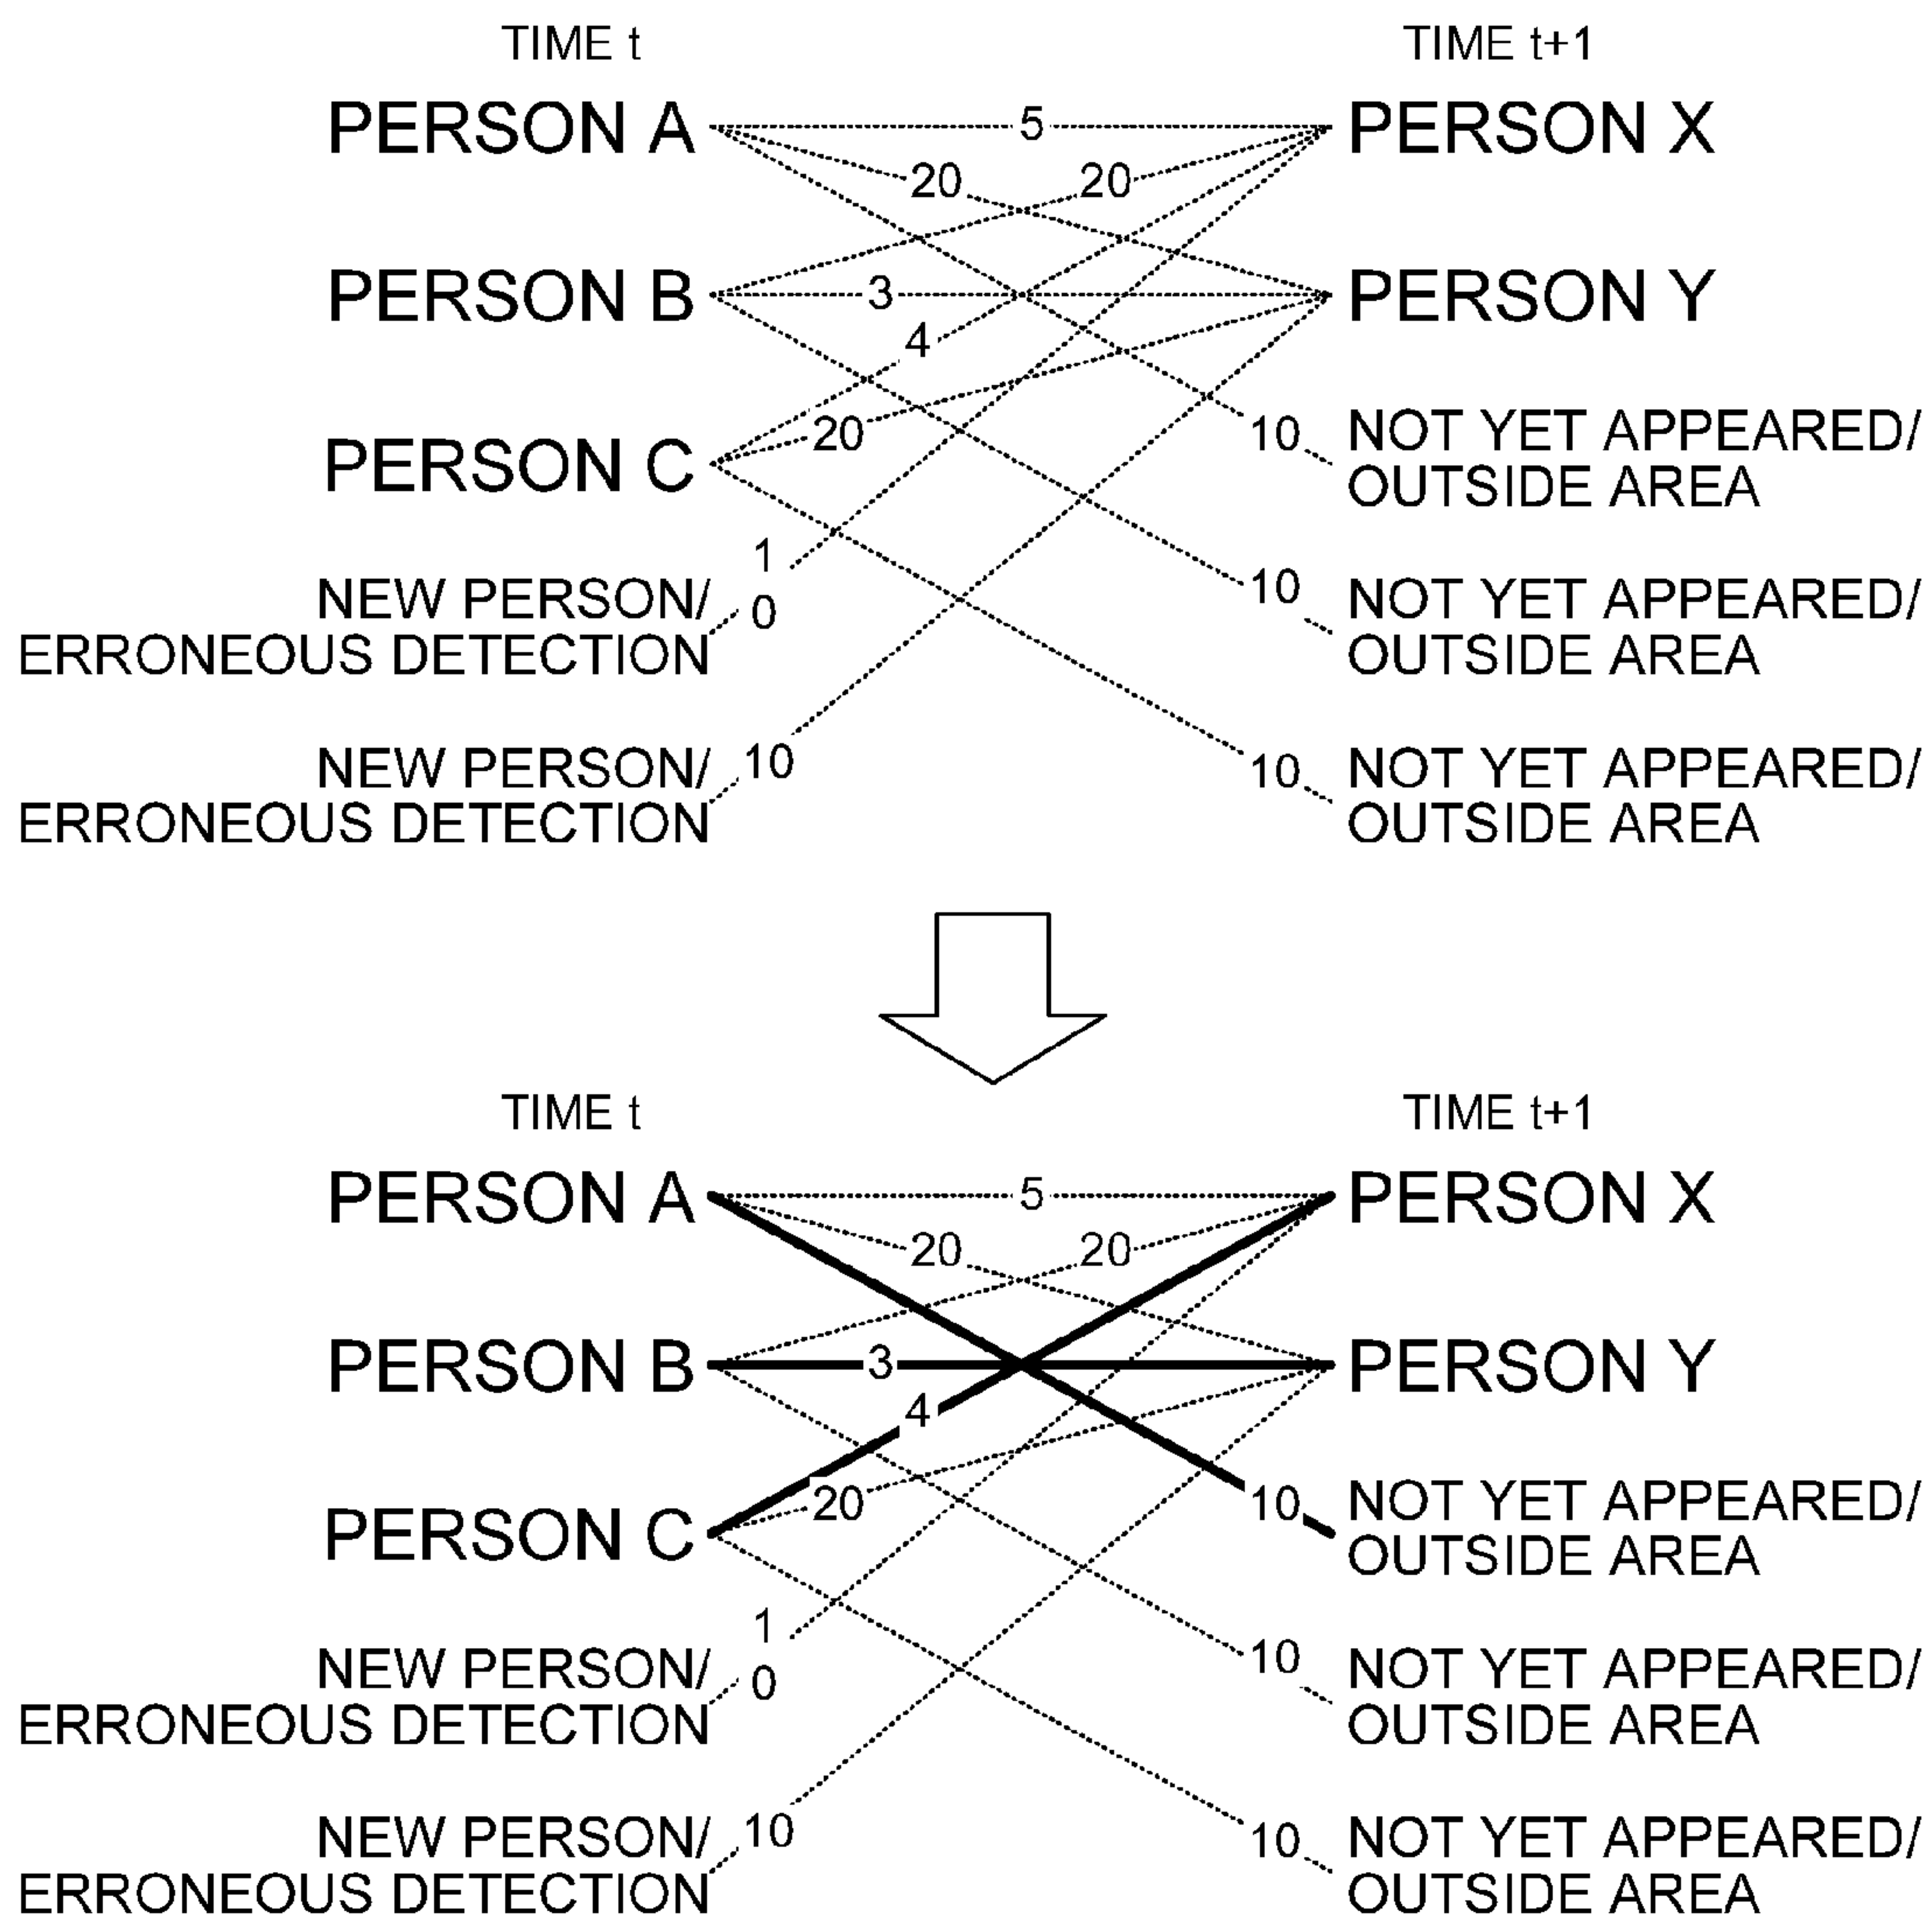 TIME t TIME t+1
PERSON A 5 PERSON X
20 20
PERSON B 3 PERSON Y
4
PERSON C 20 10 NOT YET APPEARED/
OUTSIDE AREA
1
NEW PERSON/ 0 10 NOT YET APPEARED/
ERRONEOUS DETECTION OUTSIDE AREA
NEW PERSON/ 10 10 NOT YET APPEARED/
ERRONEOUS DETECTION OUTSIDE AREA
TIME t TIME t+1
PERSON A 5 PERSON X
20 20
PERSON B 3 PERSON Y
4
PERSON C 20 10 NOT YET APPEARED/
OUTSIDE AREA
1
NEW PERSON/ 0 10 NOT YET APPEARED/
ERRONEOUS DETECTION OUTSIDE AREA
NEW PERSON/ 10 10 NOT YET APPEARED/
ERRONEOUS DETECTION OUTSIDE AREA